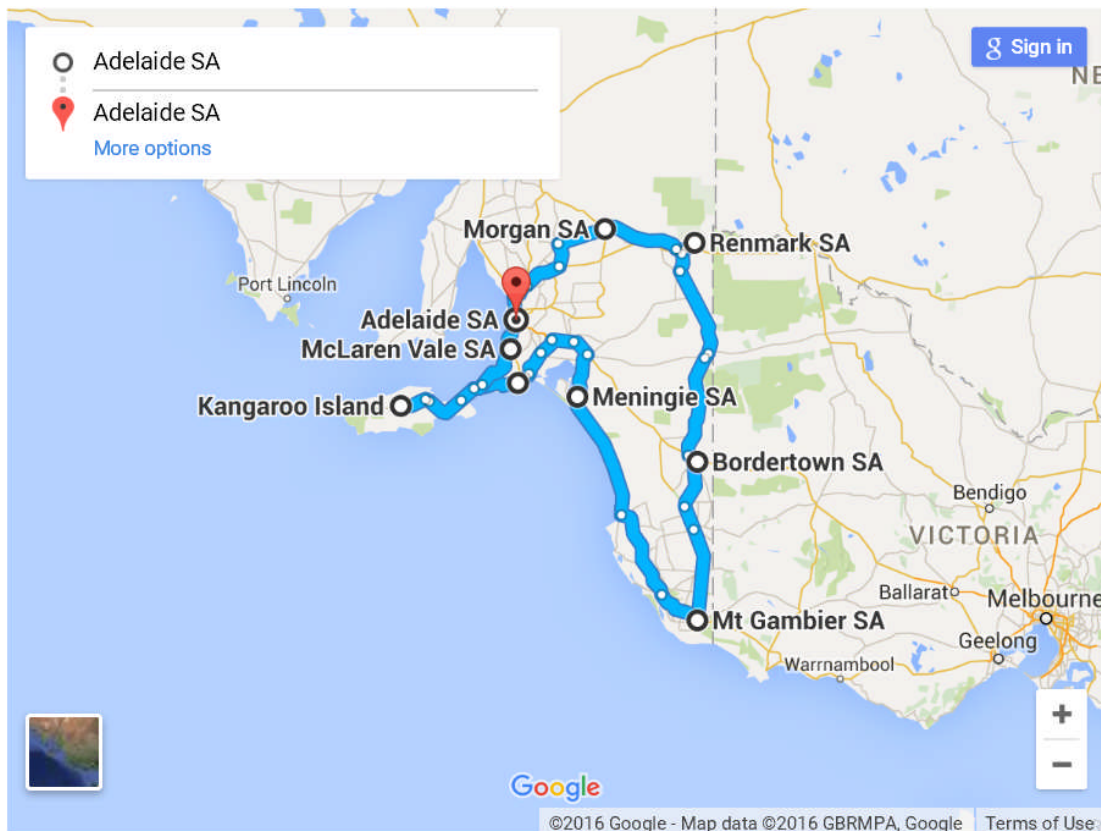 Adelaide SA
Adelaide SA
More options
g Sign in
NE
Morgan SA
Renmark SA
Port Lincoln
Adelaide SA
McLaren Vale SA
Kangaroo Island
Meningie SA
Bordertown SA
Bendigo
VICTORIA
Ballarat
Melbourne
Mt Gambier SA
Geelong
Warrnambool
+
−
Google
©2016 Google - Map data ©2016 GBRMPA, Google
Terms of Use